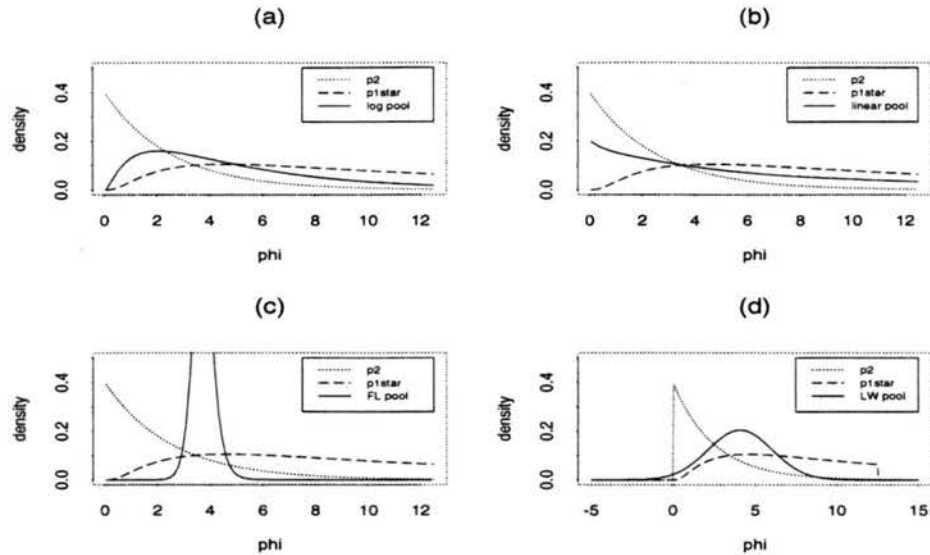 (a)
density
0.4
0.2
0.0
p2
p1star
log pool
0 2 4 6 8 10 12
phi
(b)
density
0.4
0.2
0.0
p2
p1star
linear pool
0 2 4 6 8 10 12
phi
(c)
density
0.4
0.2
0.0
p2
p1star
FL pool
0 2 4 6 8 10 12
phi
(d)
density
0.4
0.2
0.0
p2
p1star
LW pool
-5 0 5 10 15
phi